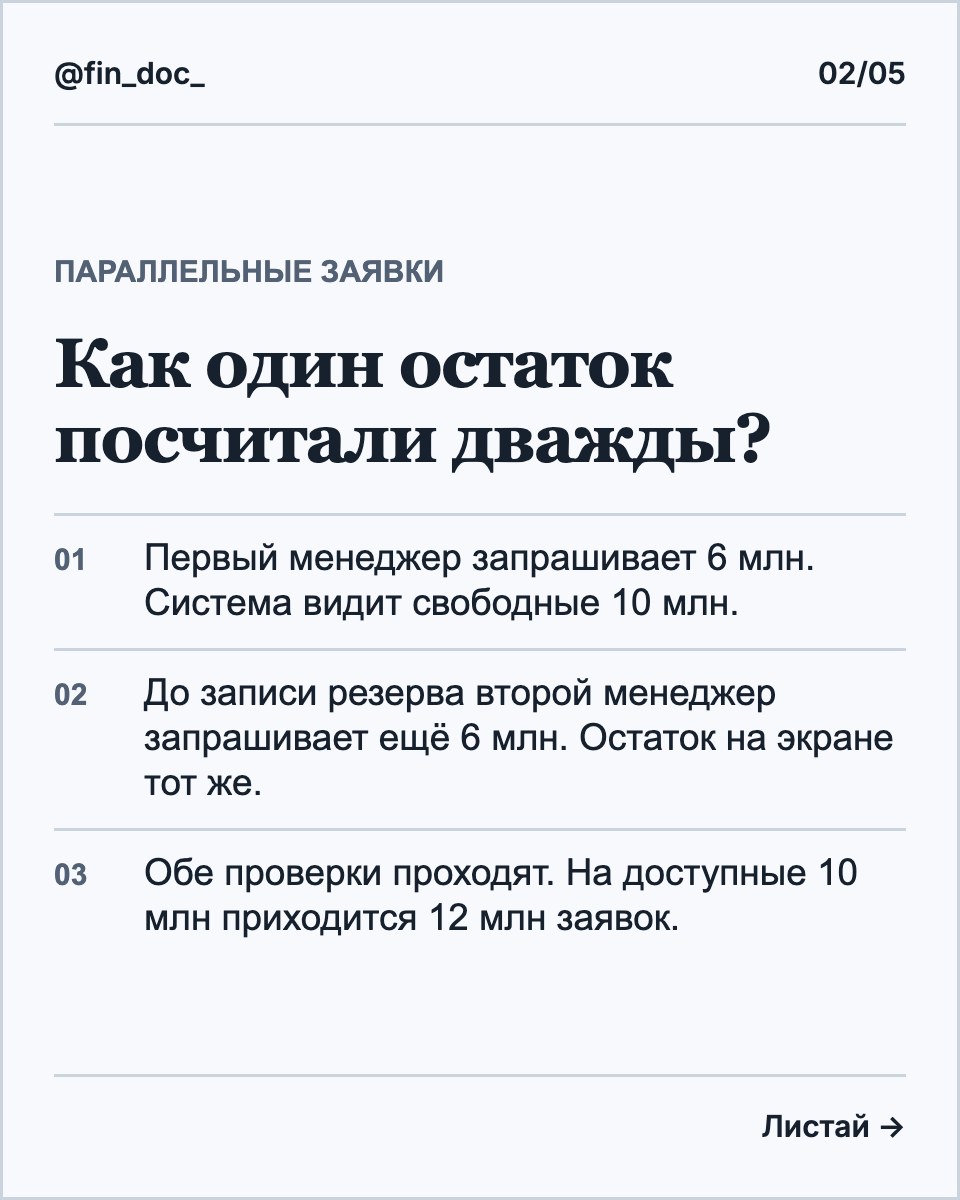 @fin_doc_
02/05
ПАРАЛЛЕЛЬНЫЕ ЗАЯВКИ
Как один остаток
посчитали дважды?
01 Первый менеджер запрашивает 6 млн.
Система видит свободные 10 млн.
02 До записи резерва второй менеджер
запрашивает ещё 6 млн. Остаток на экране
тот же.
03 Обе проверки проходят. На доступные 10
млн приходится 12 млн заявок.
Листай →